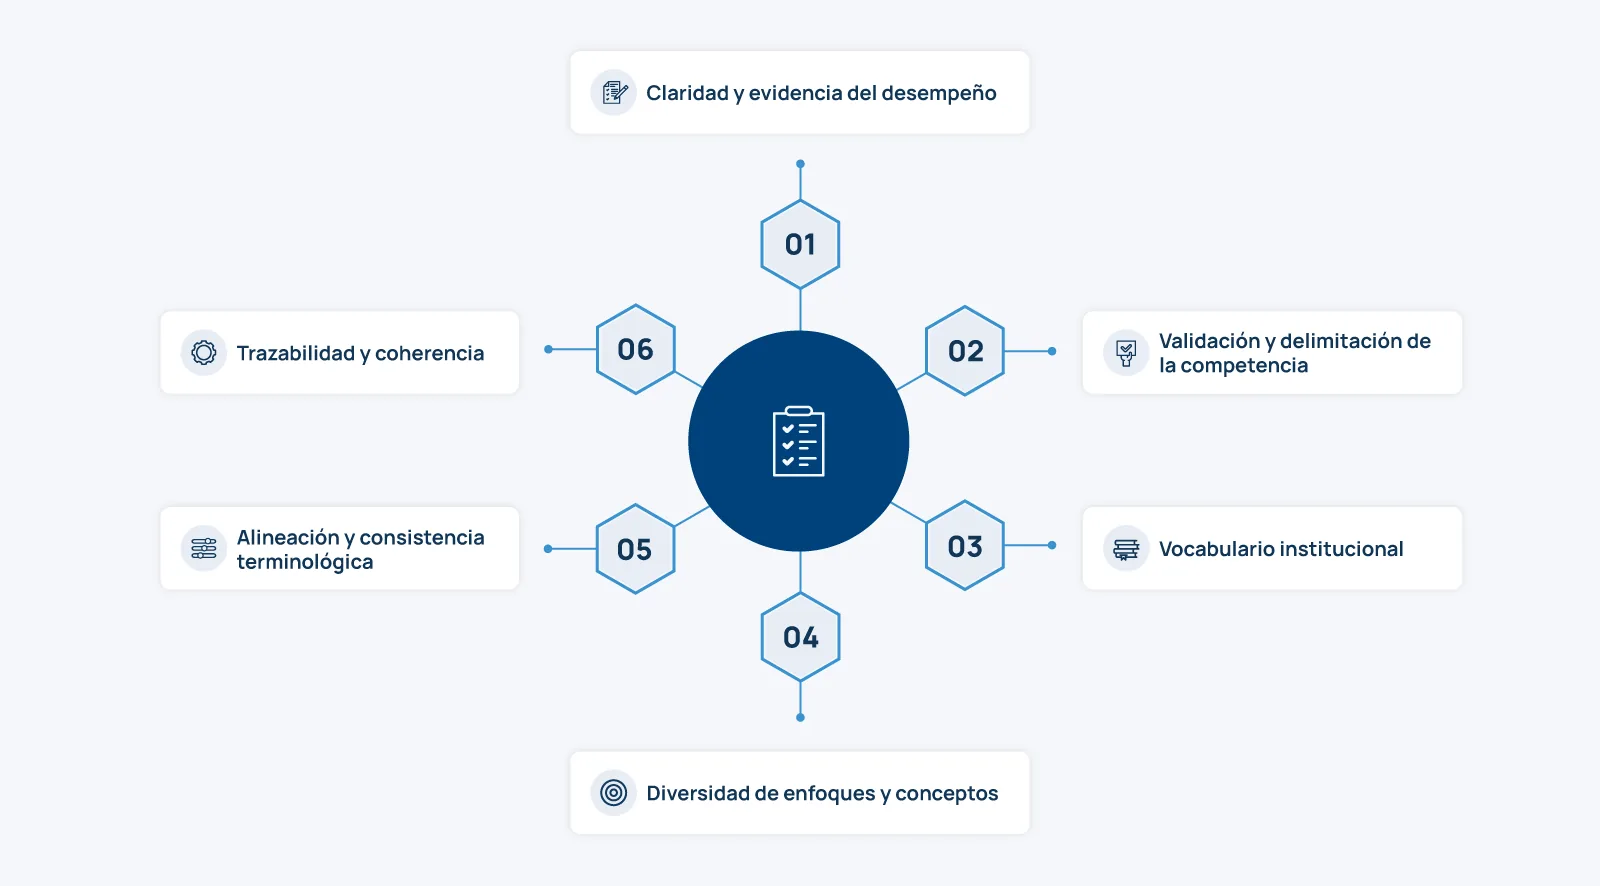 Claridad y evidencia del desempeño
01
02
Validación y delimitación de
la competencia
03
Vocabulario institucional
04
Diversidad de enfoques y conceptos
05
Alineación y consistencia
terminológica
06
Trazabilidad y coherencia